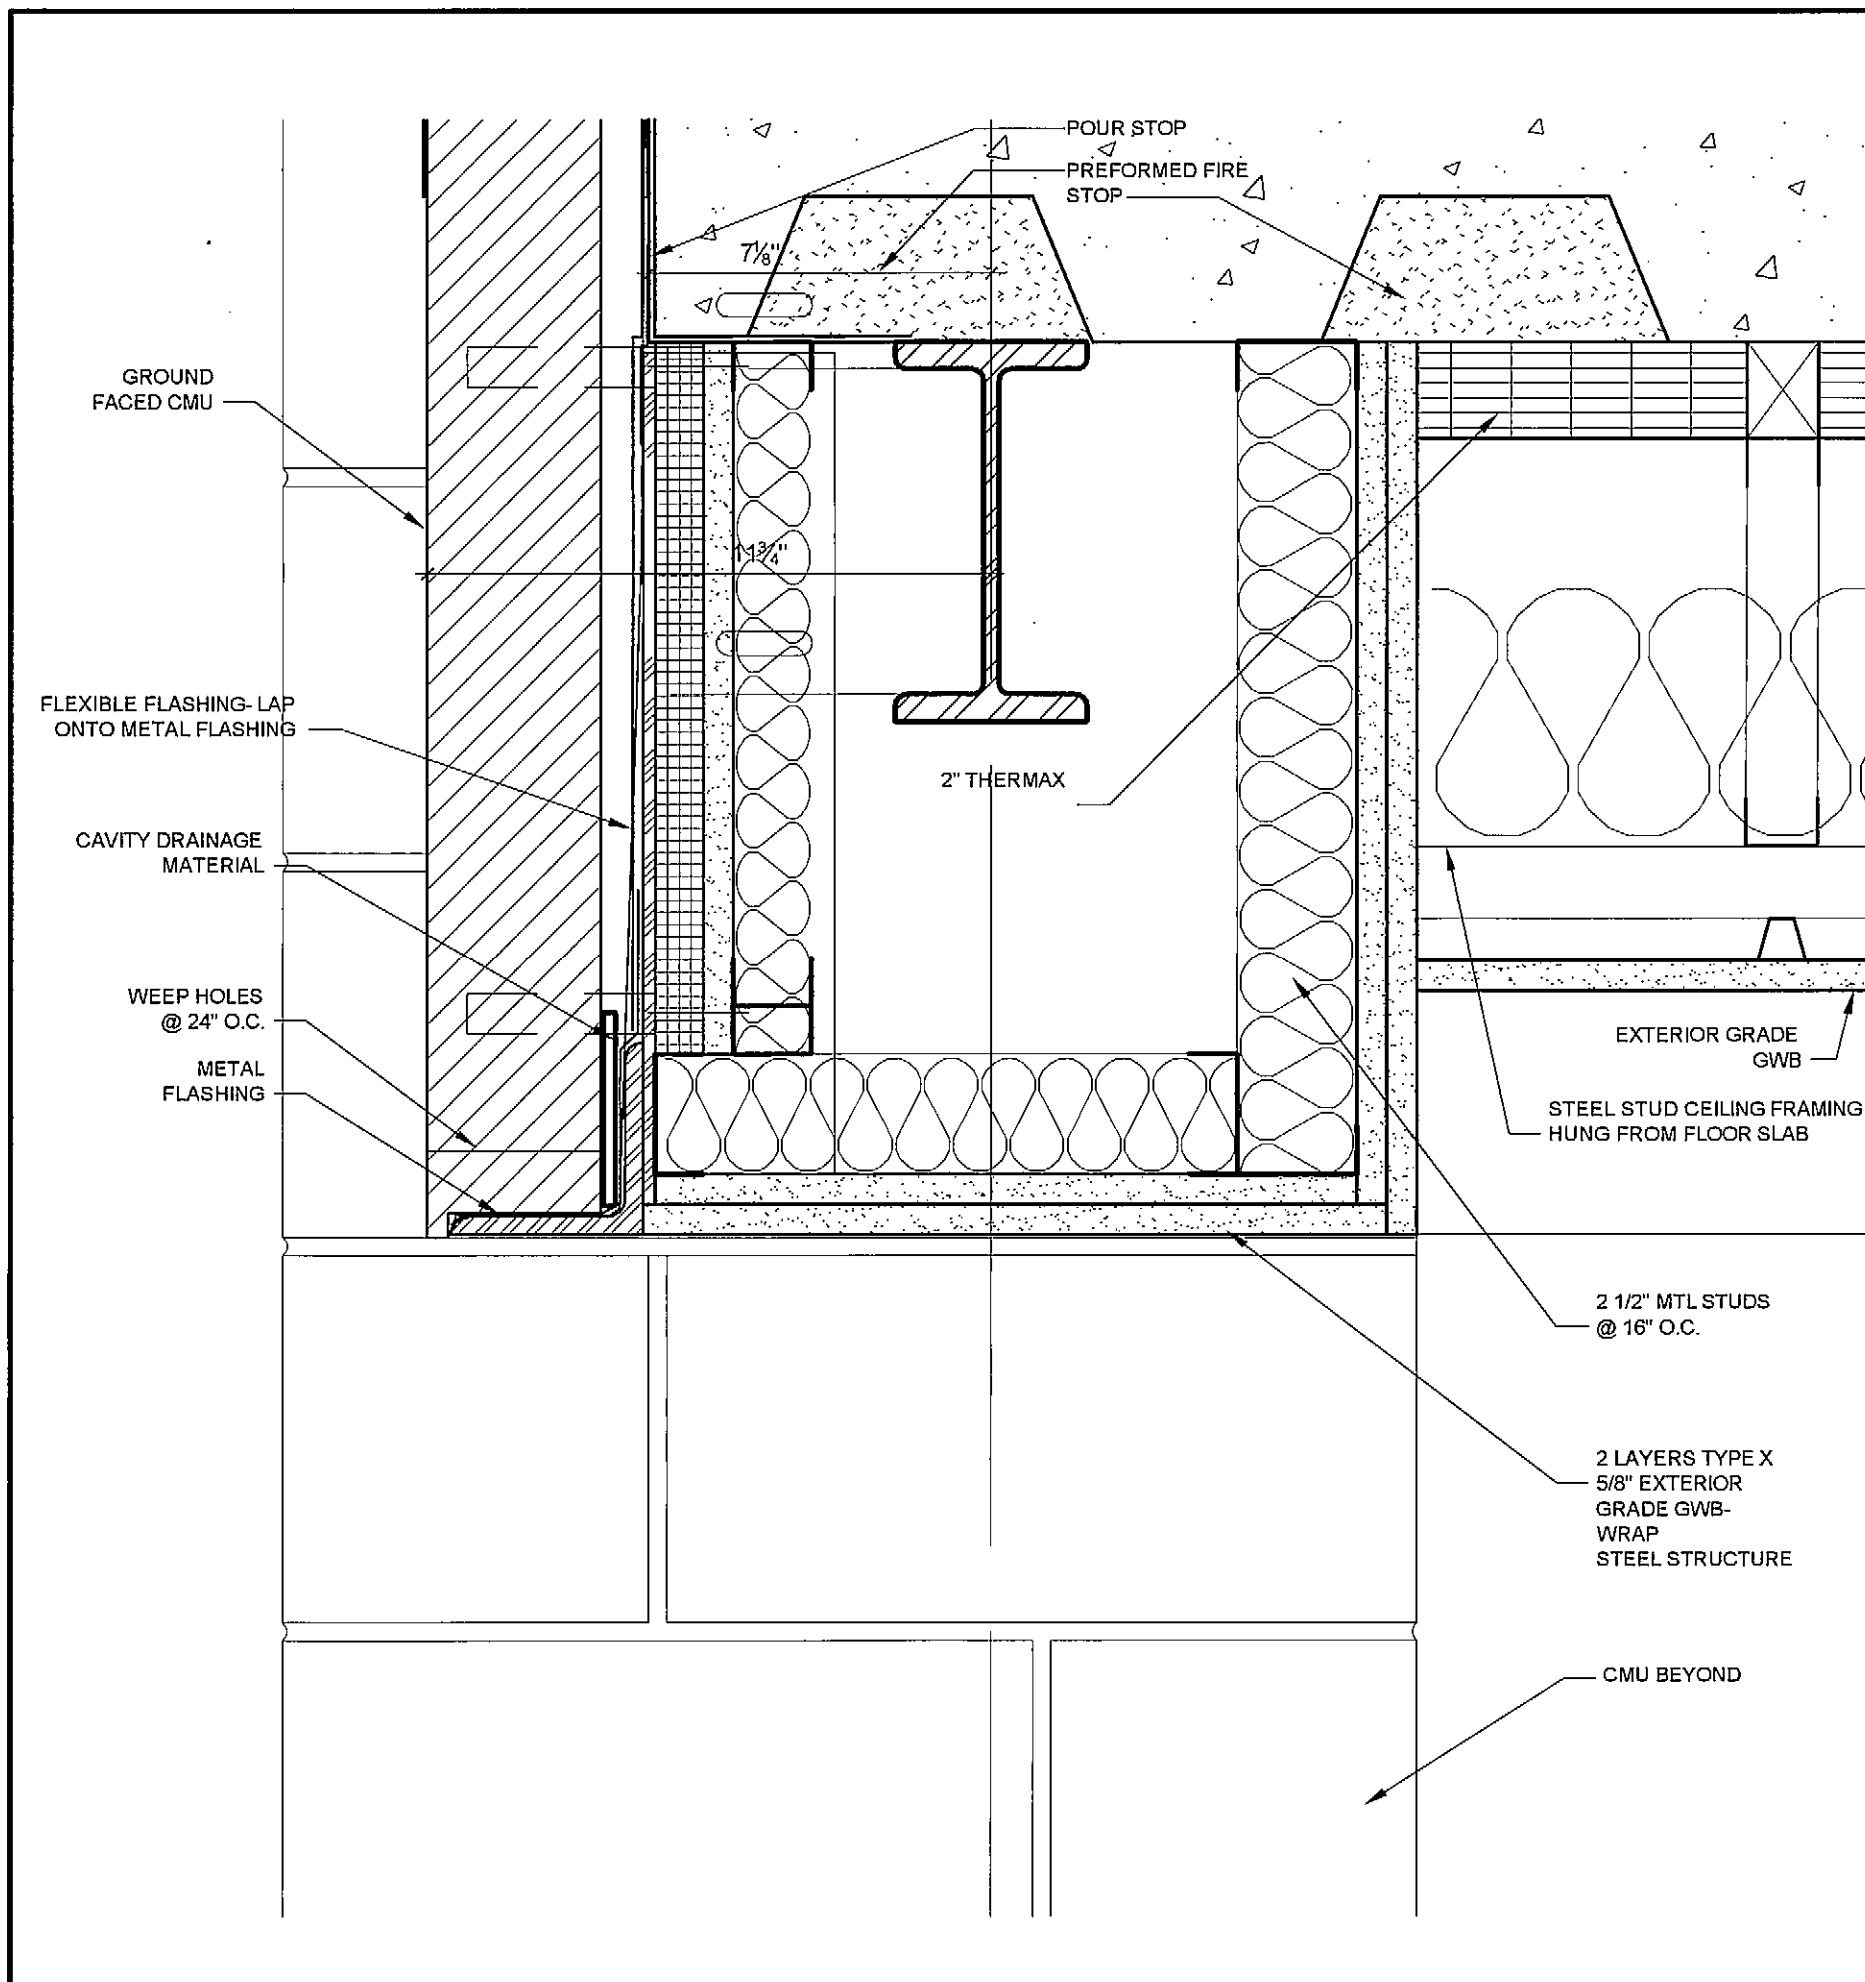 POUR STOP
PREFORMED FIRE
STOP
7⅛"
GROUND
FACED CMU
11¾"
FLEXIBLE FLASHING- LAP
ONTO METAL FLASHING
2" THERMAX
CAVITY DRAINAGE
MATERIAL
WEEP HOLES
@ 24" O.C.
METAL
FLASHING
EXTERIOR GRADE
GWB
STEEL STUD CEILING FRAMING
HUNG FROM FLOOR SLAB
2 1/2" MTL STUDS
@ 16" O.C.
2 LAYERS TYPE X
5/8" EXTERIOR
GRADE GWB-
WRAP
STEEL STRUCTURE
CMU BEYOND